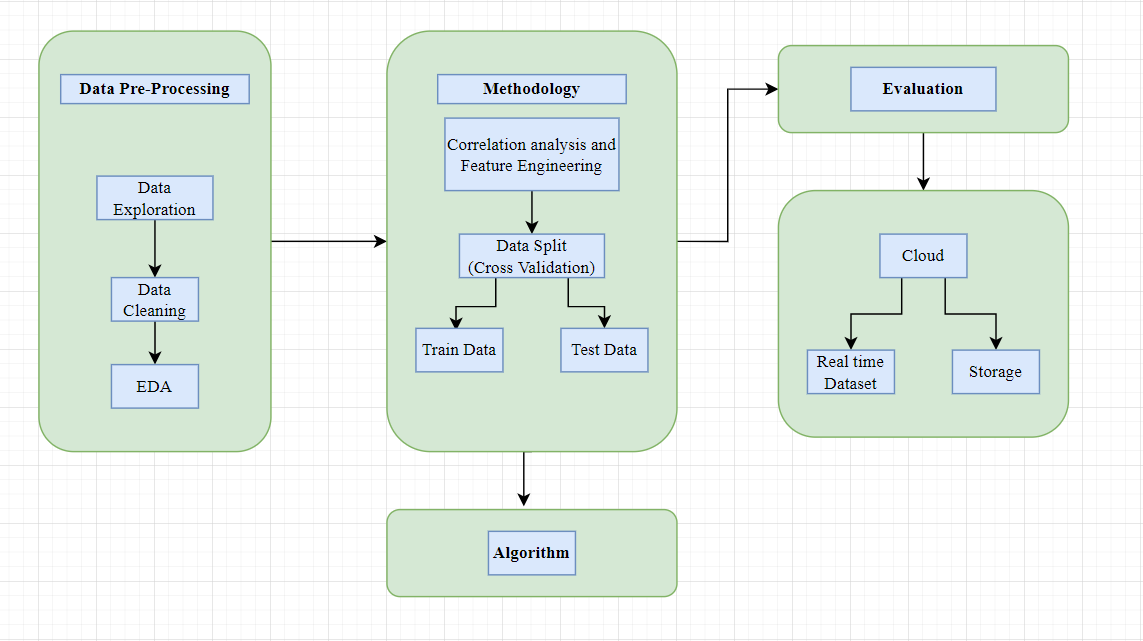 Data Pre-Processing
Data
Exploration
Data
Cleaning
EDA
Methodology
Correlation analysis and
Feature Engineering
Data Split
(Cross Validation)
Train Data
Test Data
Algorithm
Evaluation
Cloud
Real time
Dataset
Storage